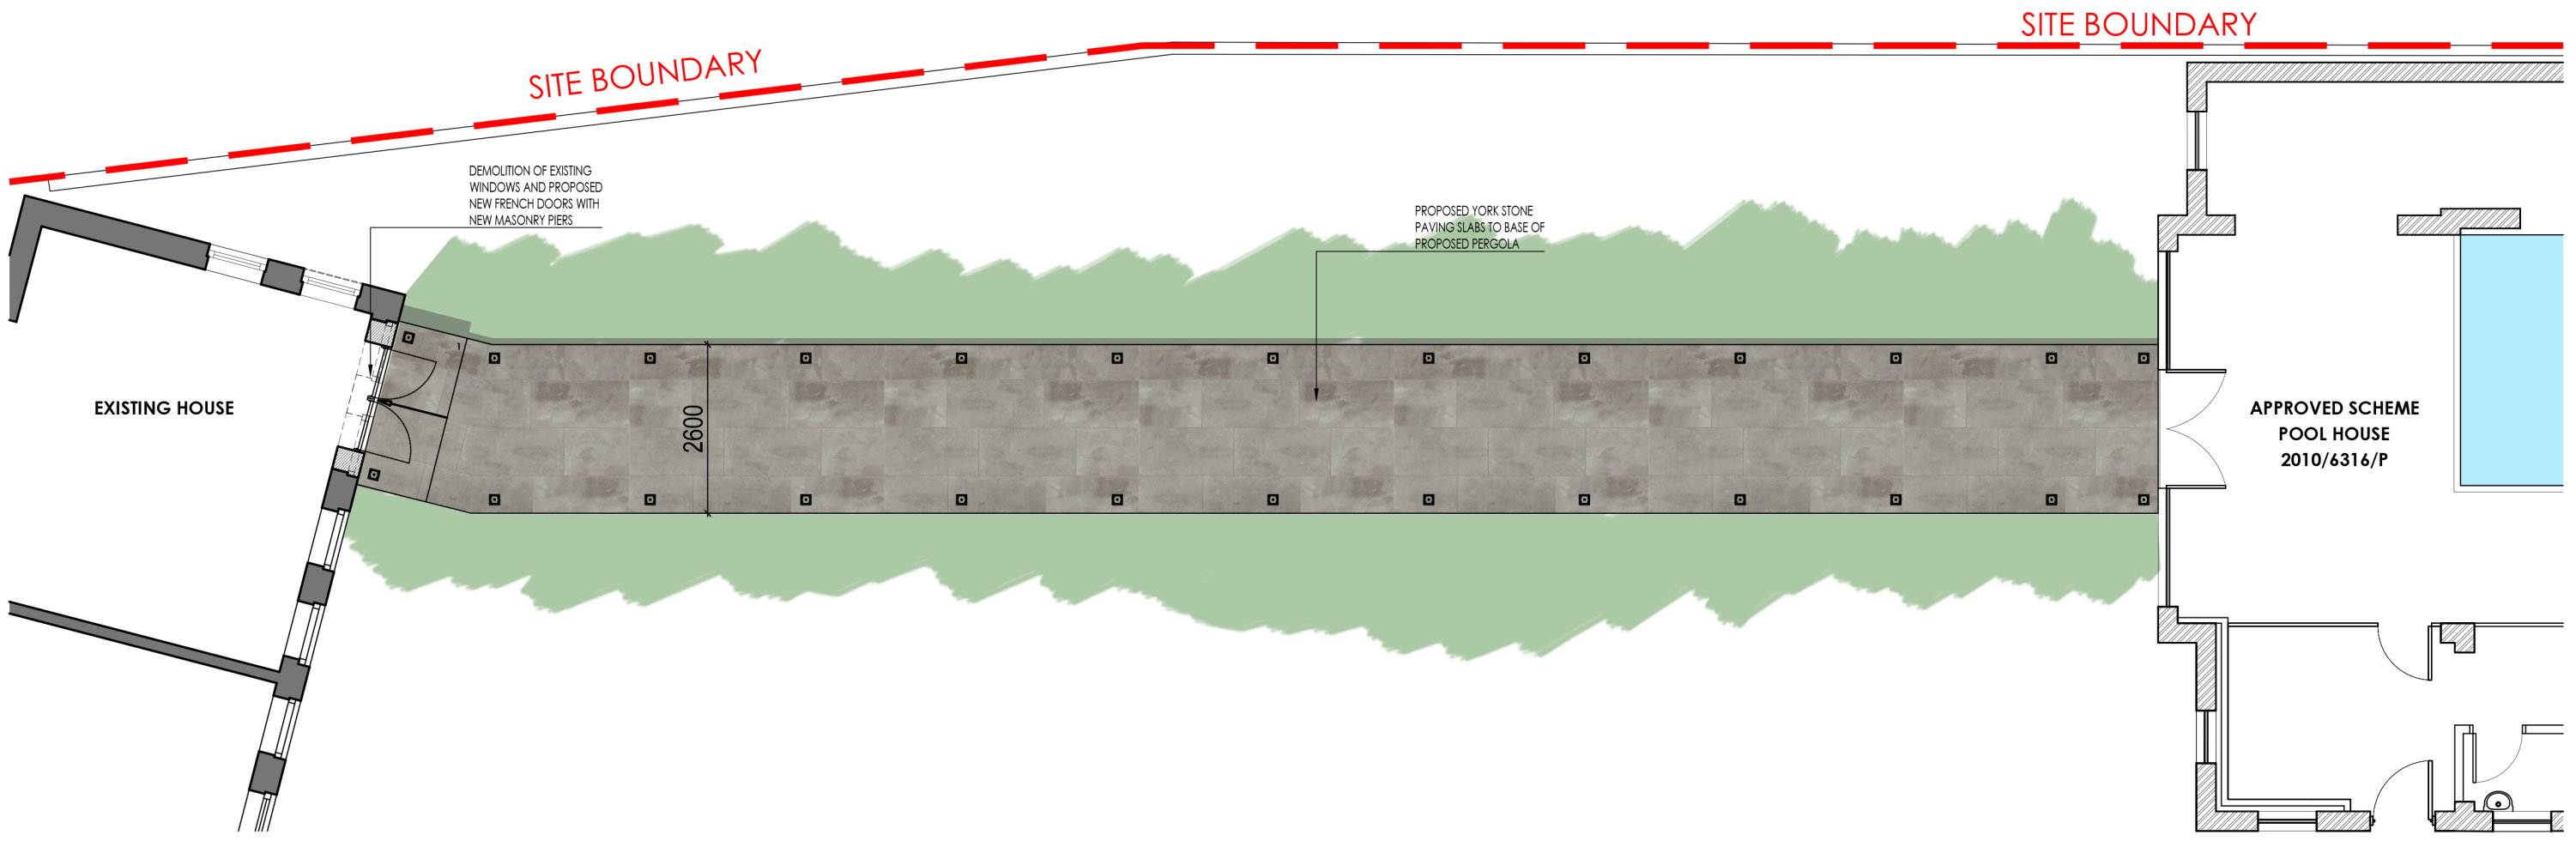 SITE BOUNDARY
SITE BOUNDARY
DEMOLITION OF EXISTING
WINDOWS AND PROPOSED
NEW FRENCH DOORS WITH
NEW MASONRY PIERS
PROPOSED YORK STONE
PAVING SLABS TO BASE OF
PROPOSED PERGOLA
1
EXISTING HOUSE
2600
APPROVED SCHEME
POOL HOUSE
2010/6316/P